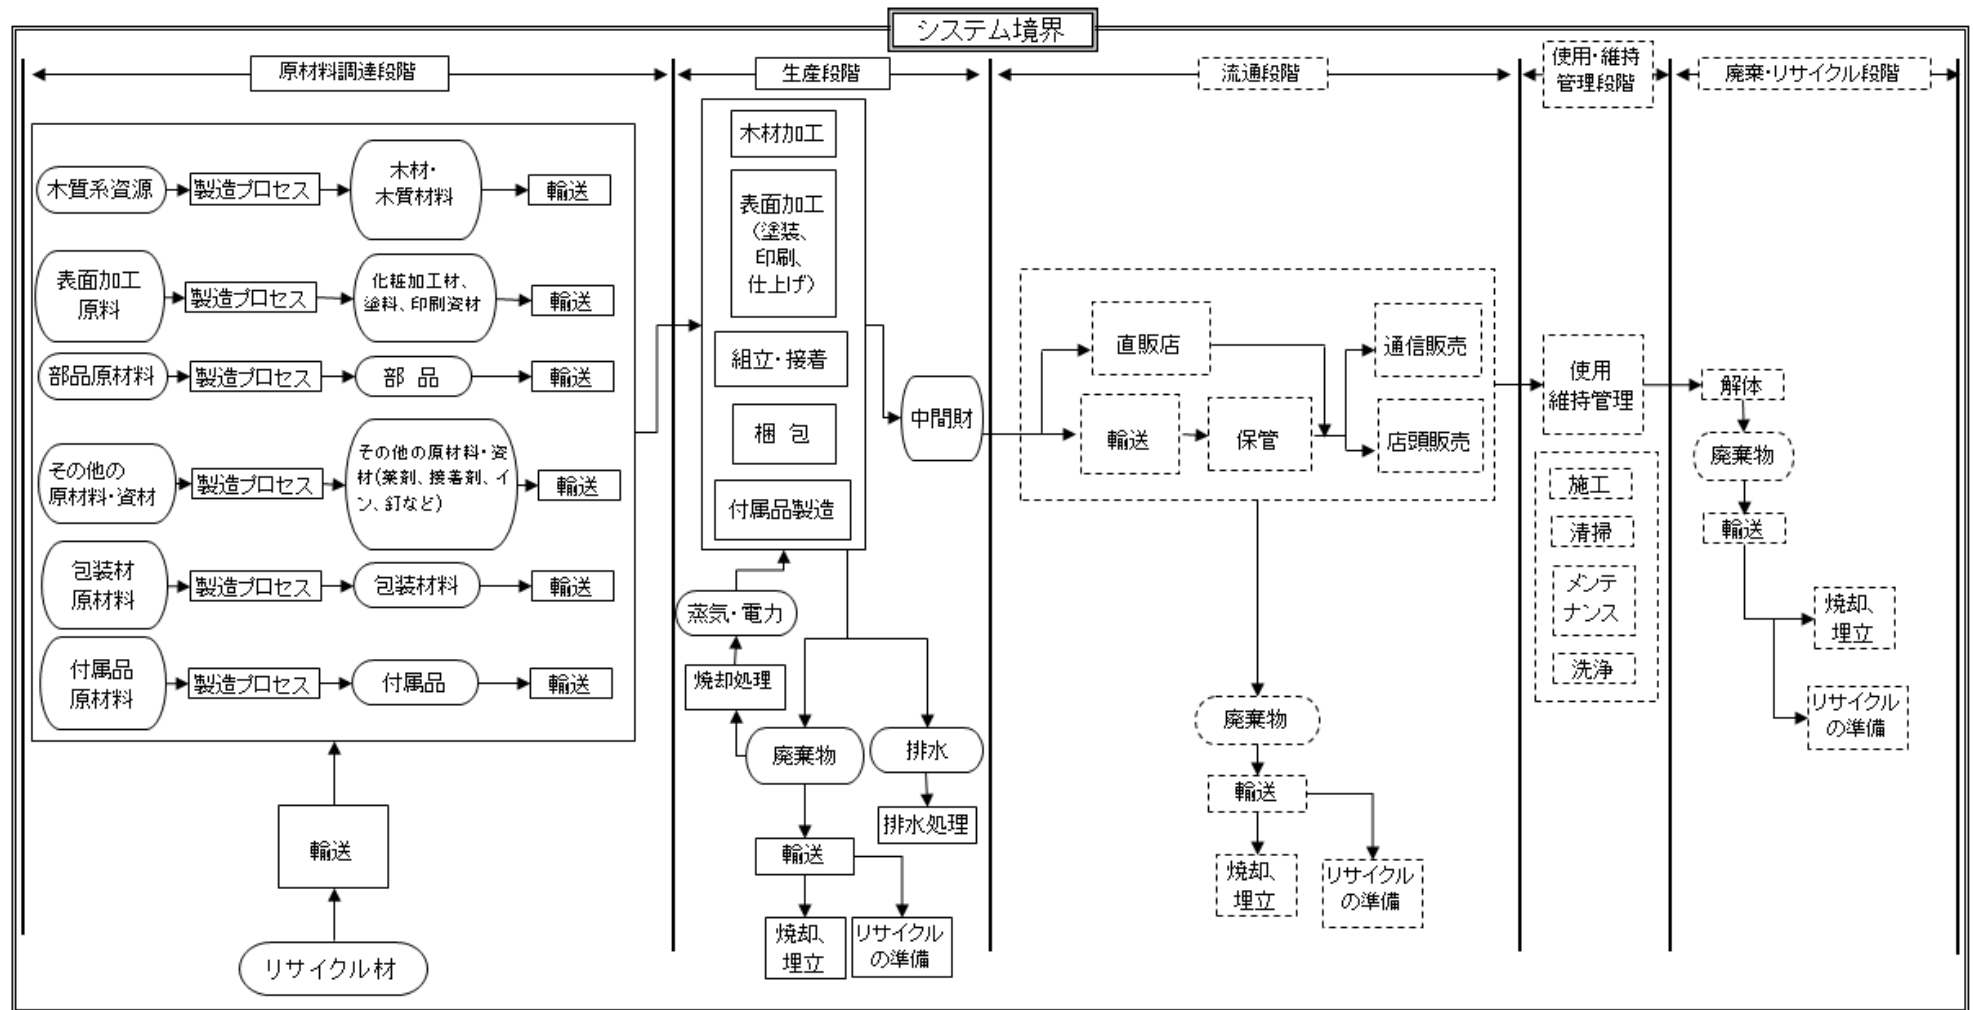 システム境界
原材料調達段階
生産段階
流通段階
使用・維持
管理段階
廃棄・リサイクル段階
木質系資源
製造プロセス
木材・
木質材料
輸送
表面加工
原料
製造プロセス
化粧加工材、
塗料、印刷資材
輸送
部品原材料
製造プロセス
部 品
輸送
その他の
原材料・資材
製造プロセス
その他の原材料・資
材(薬剤、接着剤、イ
ン、釘など)
輸送
包装材
原材料
製造プロセス
包装材料
輸送
付属品
原材料
製造プロセス
付属品
輸送
輸送
リサイクル材
木材加工
表面加工
(塗装、
印刷、
仕上げ)
組立・接着
梱 包
付属品製造
中間財
蒸気・電力
焼却処理
廃棄物
排水
排水処理
輸送
焼却、
埋立
リサイクル
の準備
直販店
輸送
保管
通信販売
店頭販売
廃棄物
輸送
焼却、
埋立
リサイクル
の準備
使用
維持管理
施工
清掃
メンテ
ナンス
洗浄
解体
廃棄物
輸送
焼却、
埋立
リサイクル
の準備